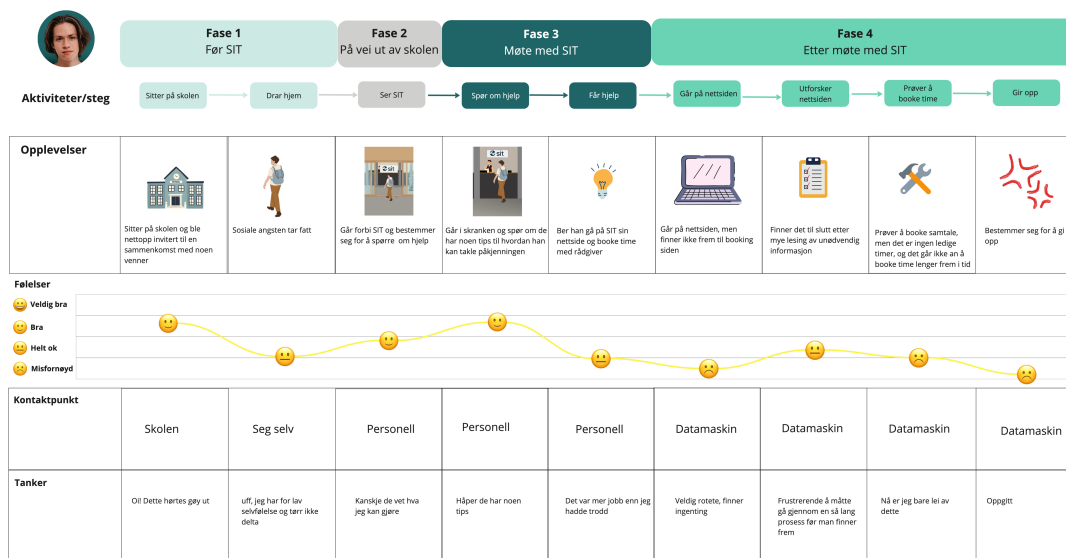 Fase 1
Før SIT
Fase 2
På vei ut av skolen
Fase 3
Møte med SIT
Fase 4
Etter møte med SIT
Aktiviteter/steg
Sitter på skolen
Drar hjem
Ser SIT
Spør om hjelp
Får hjelp
Går på nettsiden
Utforsker
nettsiden
Prøver å
booke time
Gir opp
Opplevelser
sit
sit
Sitter på skolen og ble
nettopp invitert til en
sammenkomst med noen
venner
Sosiale angsten tar fatt
Går forbi SIT og bestemmer
seg for å spørre om hjelp
Går i skranken og spør om de
har noen tips til hvordan han
kan takle påkjenningen
Ber han gå på SIT sin
nettside og booke time
med rådgiver
Går på nettsiden, men
finner ikke frem til booking
siden
Finner det til slutt etter
mye lesing av unødvendig
informasjon
Prøver å booke samtale,
men det er ingen ledige
timer, og det går ikke an å
booke time lenger frem i tid
Bestemmer seg for å gi
opp
Følelser
Veldig bra
Bra
Helt ok
Misfornøyd
Kontaktpunkt
Skolen
Seg selv
Personell
Personell
Personell
Datamaskin
Datamaskin
Datamaskin
Datamaskin
Tanker
Oi! Dette hørtes gøy ut
uff, jeg har for lav
selvfølelse og tørr ikke
delta
Kanskje de vet hva
jeg kan gjøre
Håper de har noen
tips
Det var mer jobb enn jeg
hadde trodd
Veldig rotete, finner
ingenting
Frustrerende å måtte
gå gjennom en så lang
prosess før man finner
frem
Nå er jeg bare lei av
dette
Oppgitt